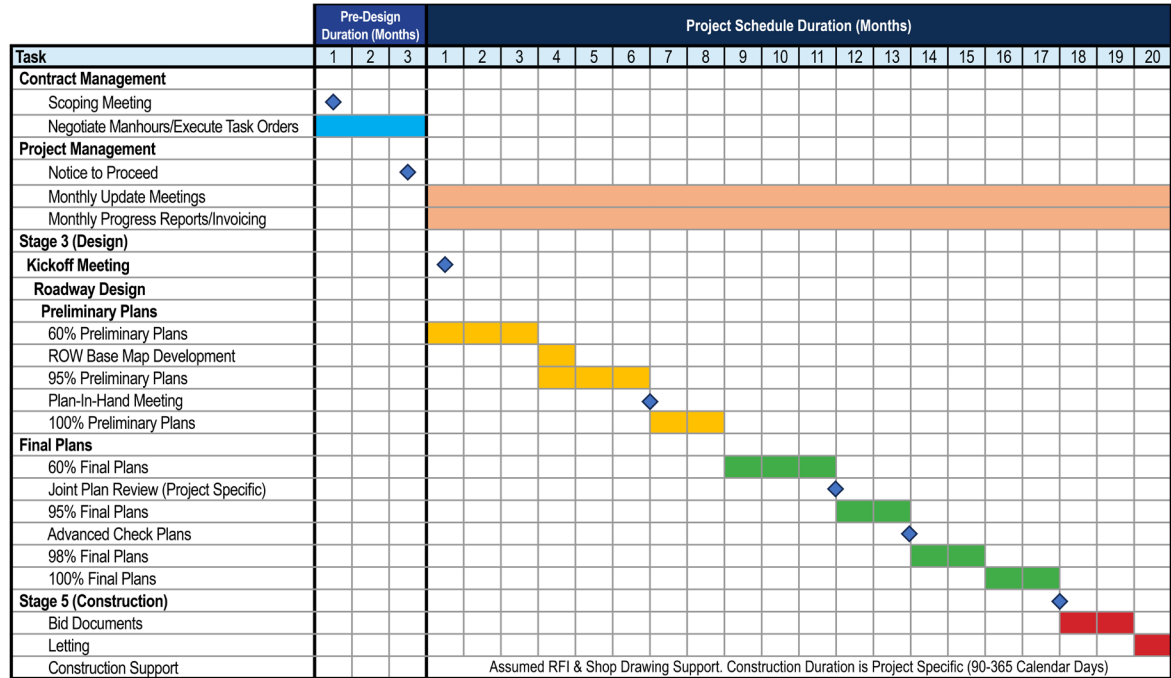 Pre-Design
Duration (Months)
Project Schedule Duration (Months)
Task 1 2 3 1 2 3 4 5 6 7 8 9 10 11 12 13 14 15 16 17 18 19 20
Contract Management
Scoping Meeting
Negotiate Manhours/Execute Task Orders
Project Management
Notice to Proceed
Monthly Update Meetings
Monthly Progress Reports/Invoicing
Stage 3 (Design)
Kickoff Meeting
Roadway Design
Preliminary Plans
60% Preliminary Plans
ROW Base Map Development
95% Preliminary Plans
Plan-In-Hand Meeting
100% Preliminary Plans
Final Plans
60% Final Plans
Joint Plan Review (Project Specific)
95% Final Plans
Advanced Check Plans
98% Final Plans
100% Final Plans
Stage 5 (Construction)
Bid Documents
Letting
Construction Support Assumed RFI & Shop Drawing Support. Construction Duration is Project Specific (90-365 Calendar Days)